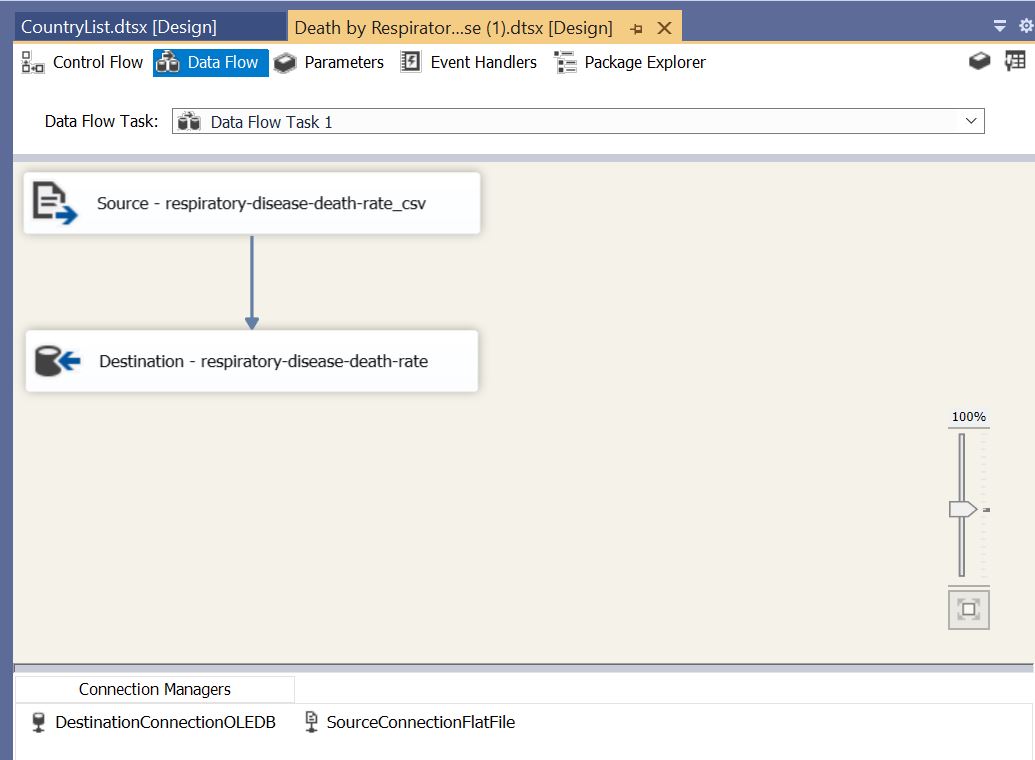 CountryList.dtsx [Design]
Death by Respirator...se (1).dtsx [Design]
Control Flow
Data Flow
Parameters
Event Handlers
Package Explorer
Data Flow Task:
Data Flow Task 1
Source - respiratory-disease-death-rate_csv
Destination - respiratory-disease-death-rate
100%
Connection Managers
DestinationConnectionOLEDB
SourceConnectionFlatFile